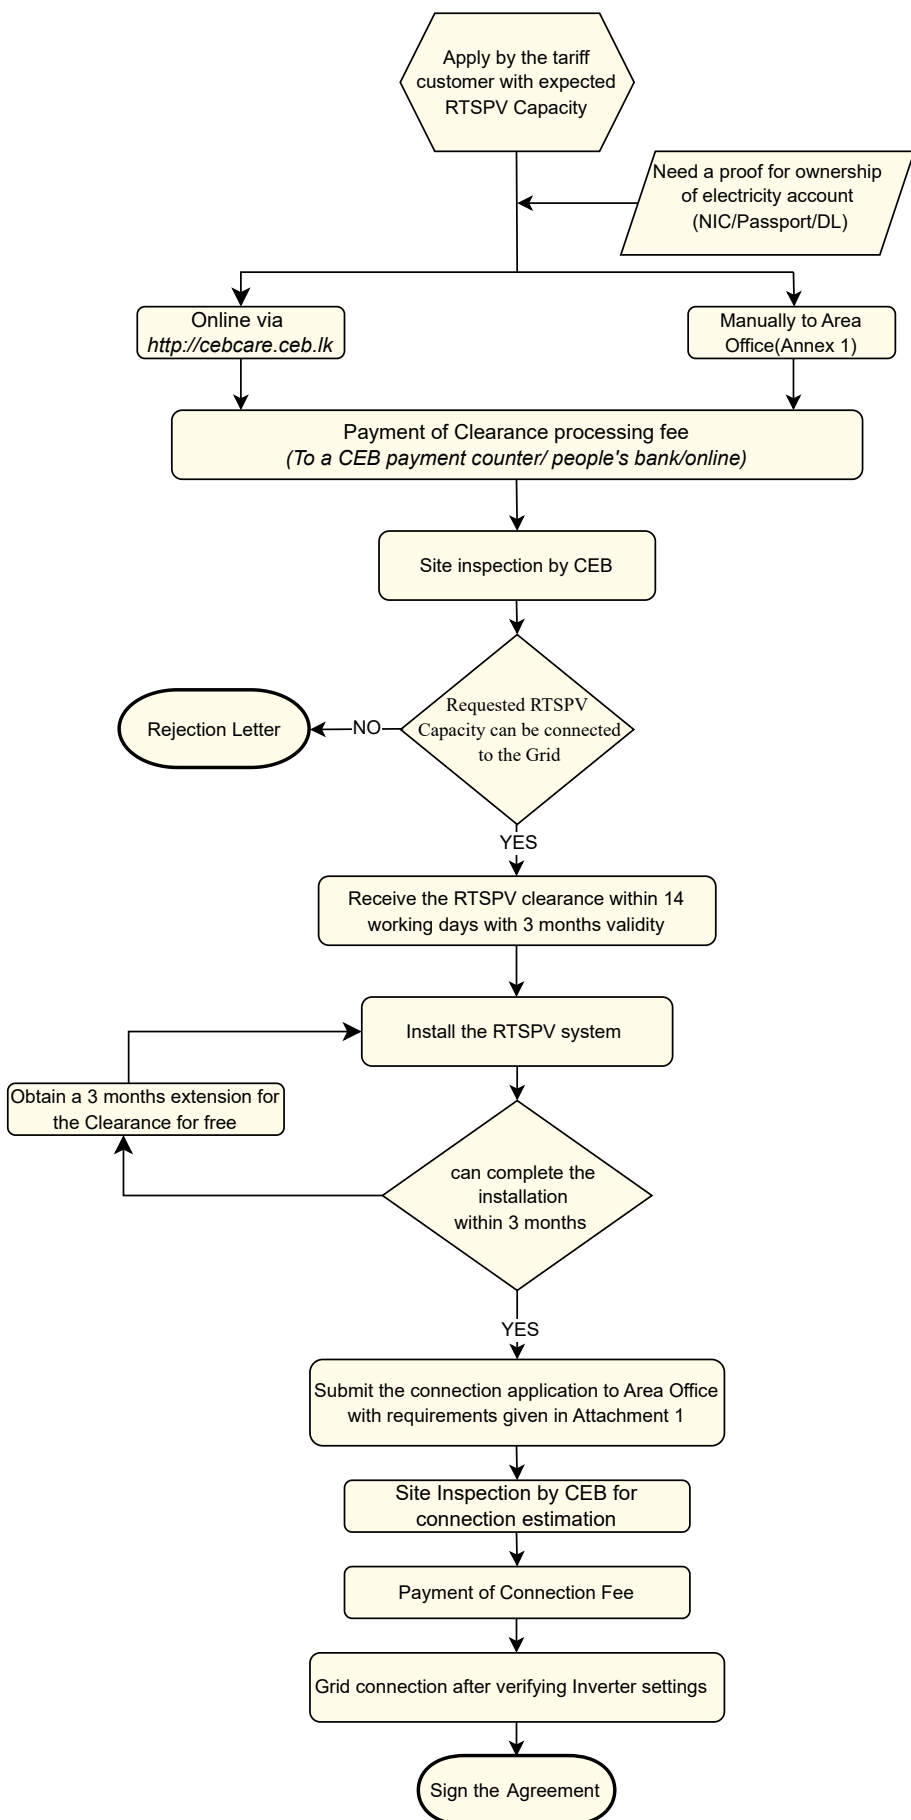 Apply by the tariff
customer with expected
RTSPV Capacity
Need a proof for ownership
of electricity account
(NIC/Passport/DL)
Online via
http://cebcare.ceb.lk
Manually to Area
Office(Annex 1)
Payment of Clearance processing fee
(To a CEB payment counter/ people's bank/online)
Site inspection by CEB
Requested RTSPV
Capacity can be connected
to the Grid
NO
Rejection Letter
YES
Receive the RTSPV clearance within 14
working days with 3 months validity
Install the RTSPV system
Obtain a 3 months extension for
the Clearance for free
can complete the
installation
within 3 months
YES
Submit the connection application to Area Office
with requirements given in Attachment 1
Site Inspection by CEB for
connection estimation
Payment of Connection Fee
Grid connection after verifying Inverter settings
Sign the Agreement